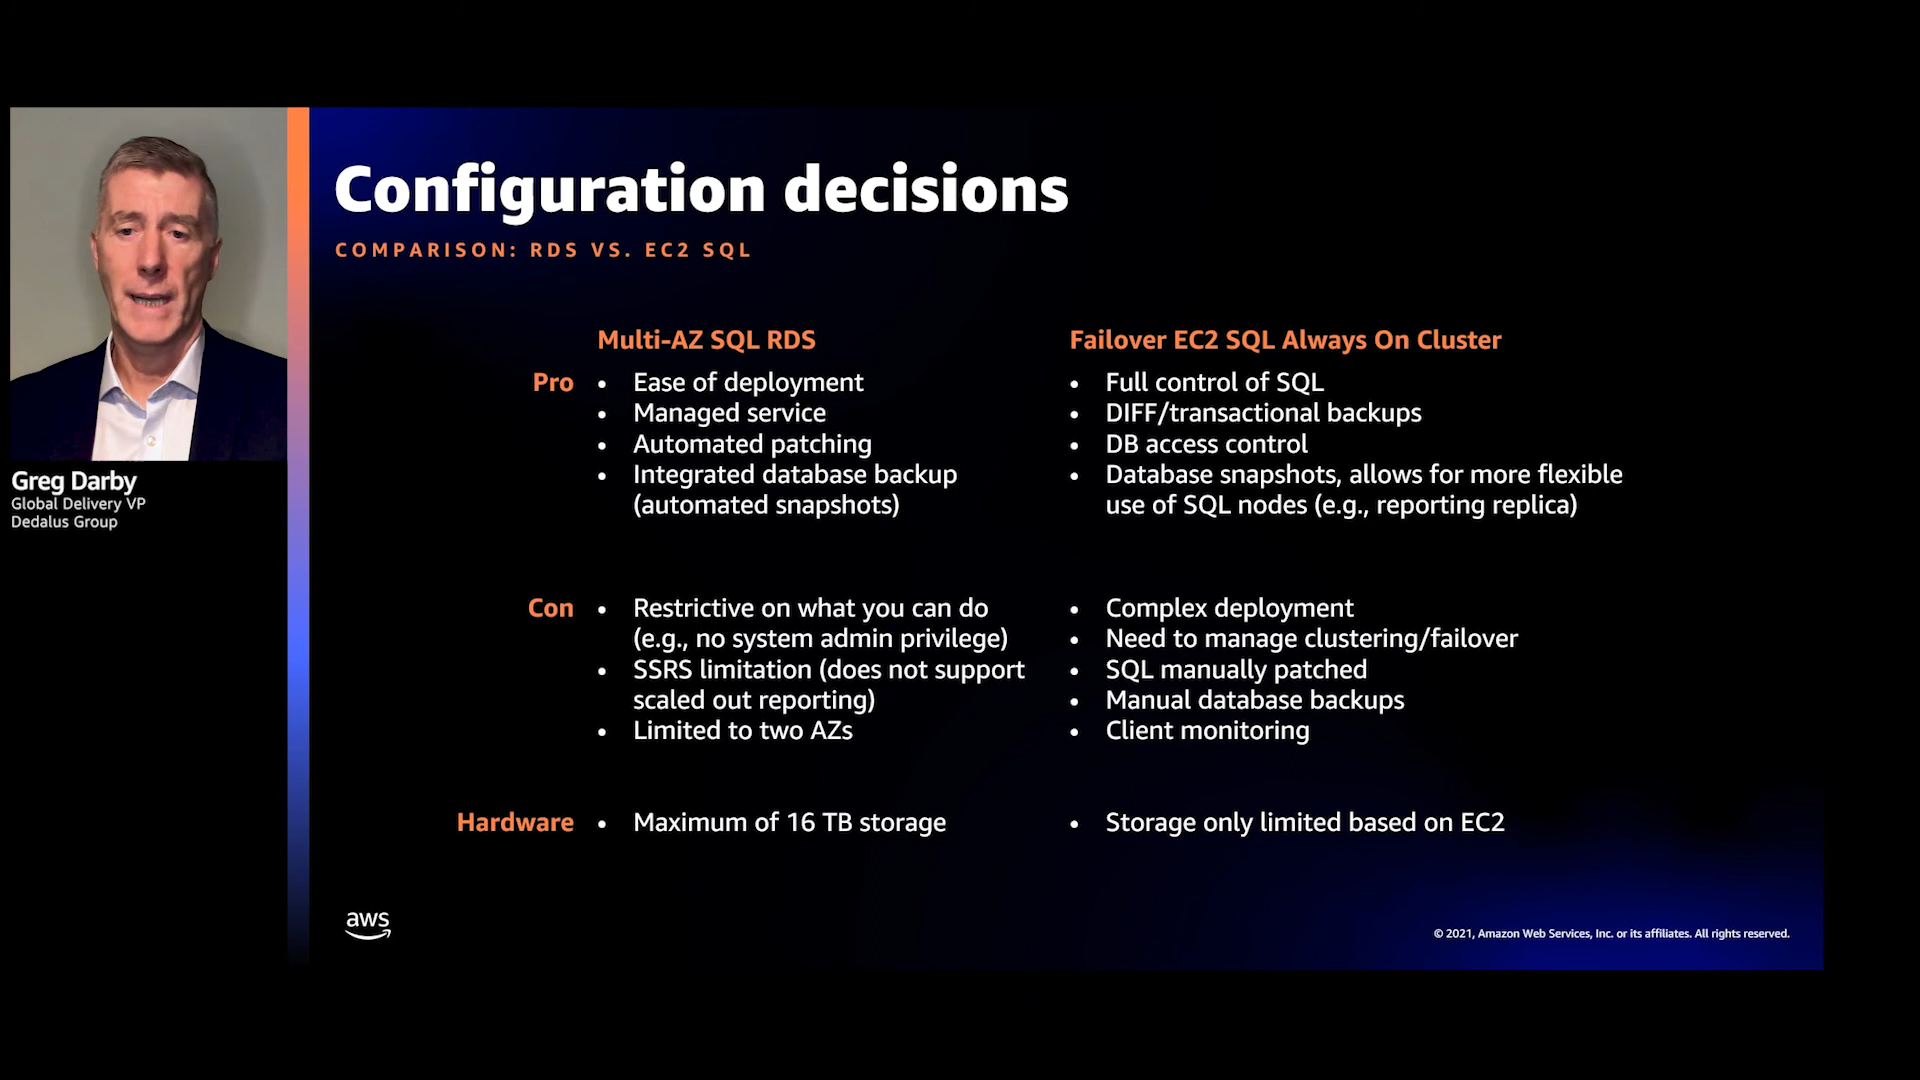 Configuration decisions
COMPARISON: RDS VS. EC2 SQL
Multi-AZ SQL RDS
Failover EC2 SQL Always On Cluster
Pro
• Ease of deployment
• Managed service
• Automated patching
• Integrated database backup
(automated snapshots)
• Full control of SQL
• DIFF/transactional backups
• DB access control
• Database snapshots, allows for more flexible
use of SQL nodes (e.g., reporting replica)
Con
• Restrictive on what you can do
(e.g., no system admin privilege)
• SSRS limitation (does not support
scaled out reporting)
• Limited to two AZs
• Complex deployment
• Need to manage clustering/failover
• SQL manually patched
• Manual database backups
• Client monitoring
Hardware
• Maximum of 16 TB storage
• Storage only limited based on EC2
Greg Darby
Global Delivery VP
Dedalus Group
aws
© 2021, Amazon Web Services, Inc. or its affiliates. All rights reserved.